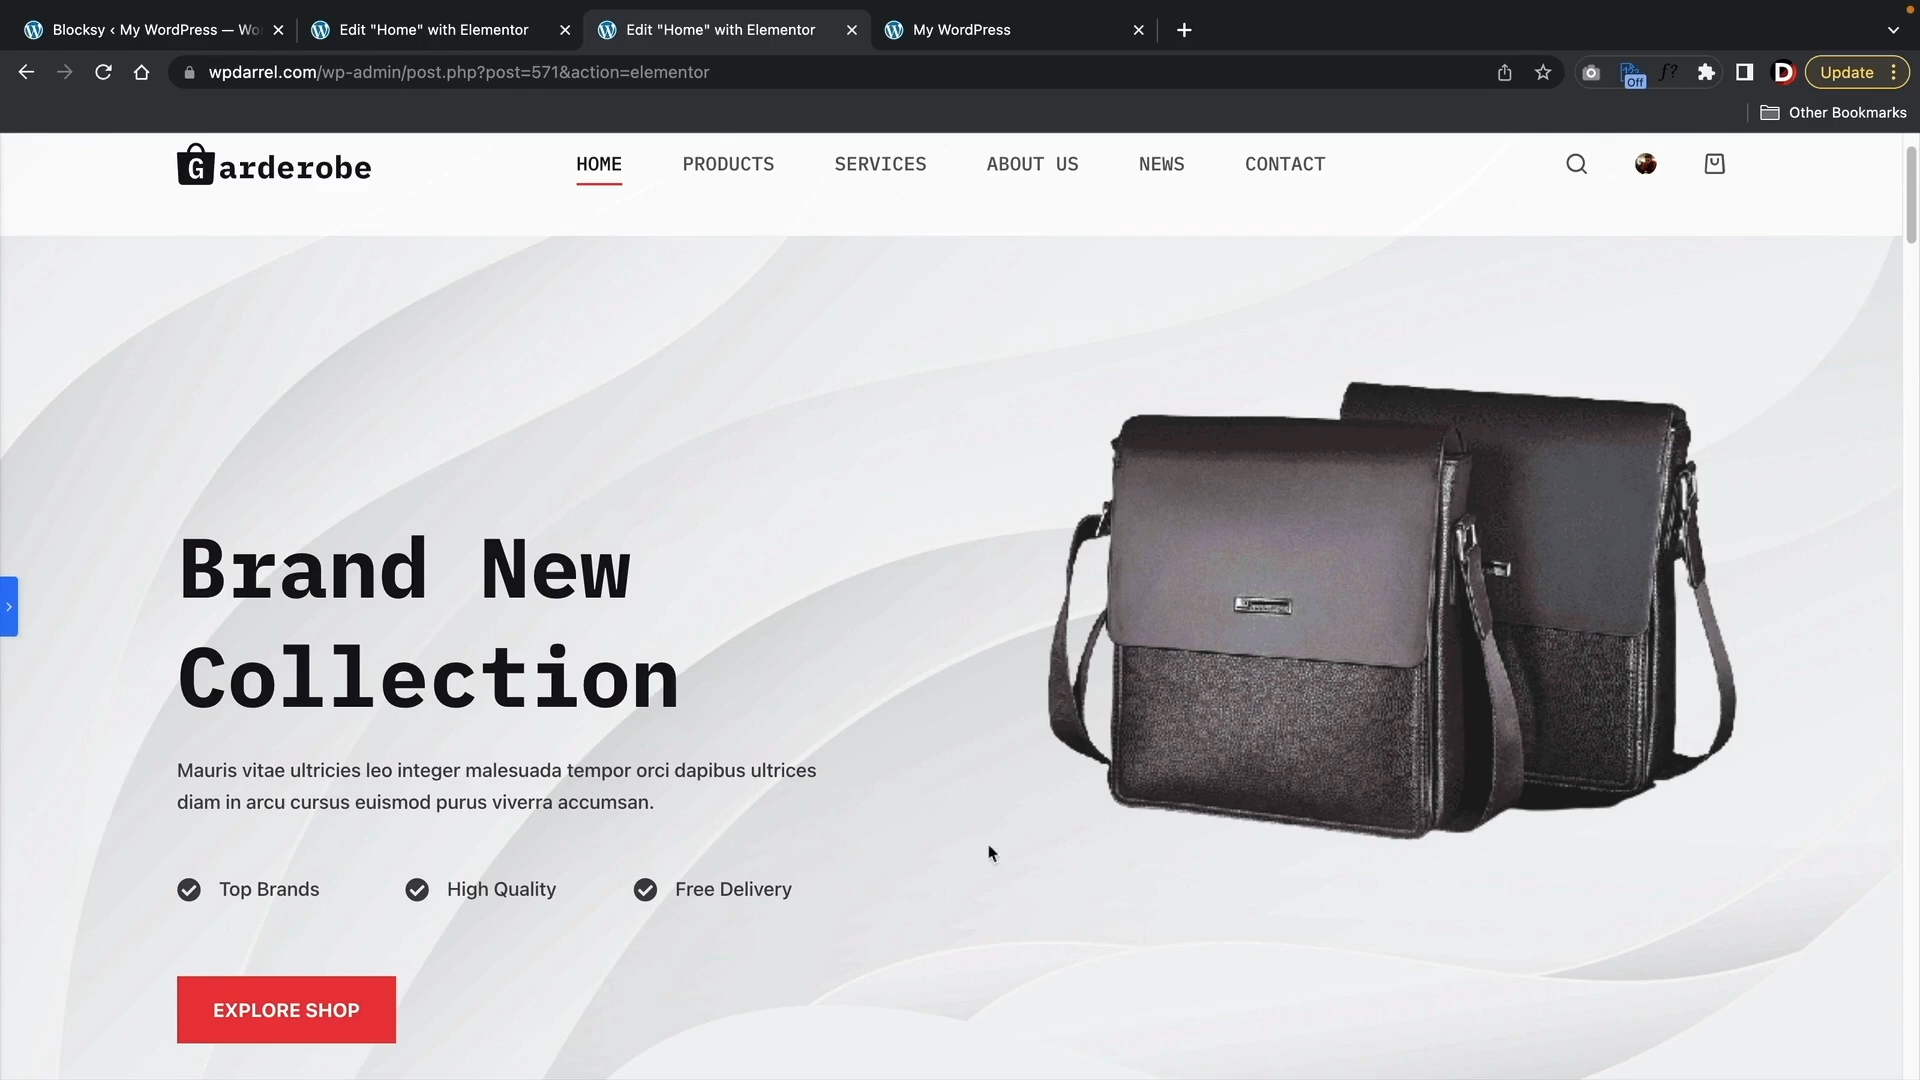 Blocksy ‹ My WordPress — Wo
Edit "Home" with Elementor
Edit "Home" with Elementor
My WordPress
wpdarrel.com/wp-admin/post.php?post=571&action=elementor
Off
f?
D
Update
Other Bookmarks
Garderobe
HOME
PRODUCTS
SERVICES
ABOUT US
NEWS
CONTACT
Brand New
Collection
Mauris vitae ultricies leo integer malesuada tempor orci dapibus ultrices
diam in arcu cursus euismod purus viverra accumsan.
Top Brands
High Quality
Free Delivery
EXPLORE SHOP